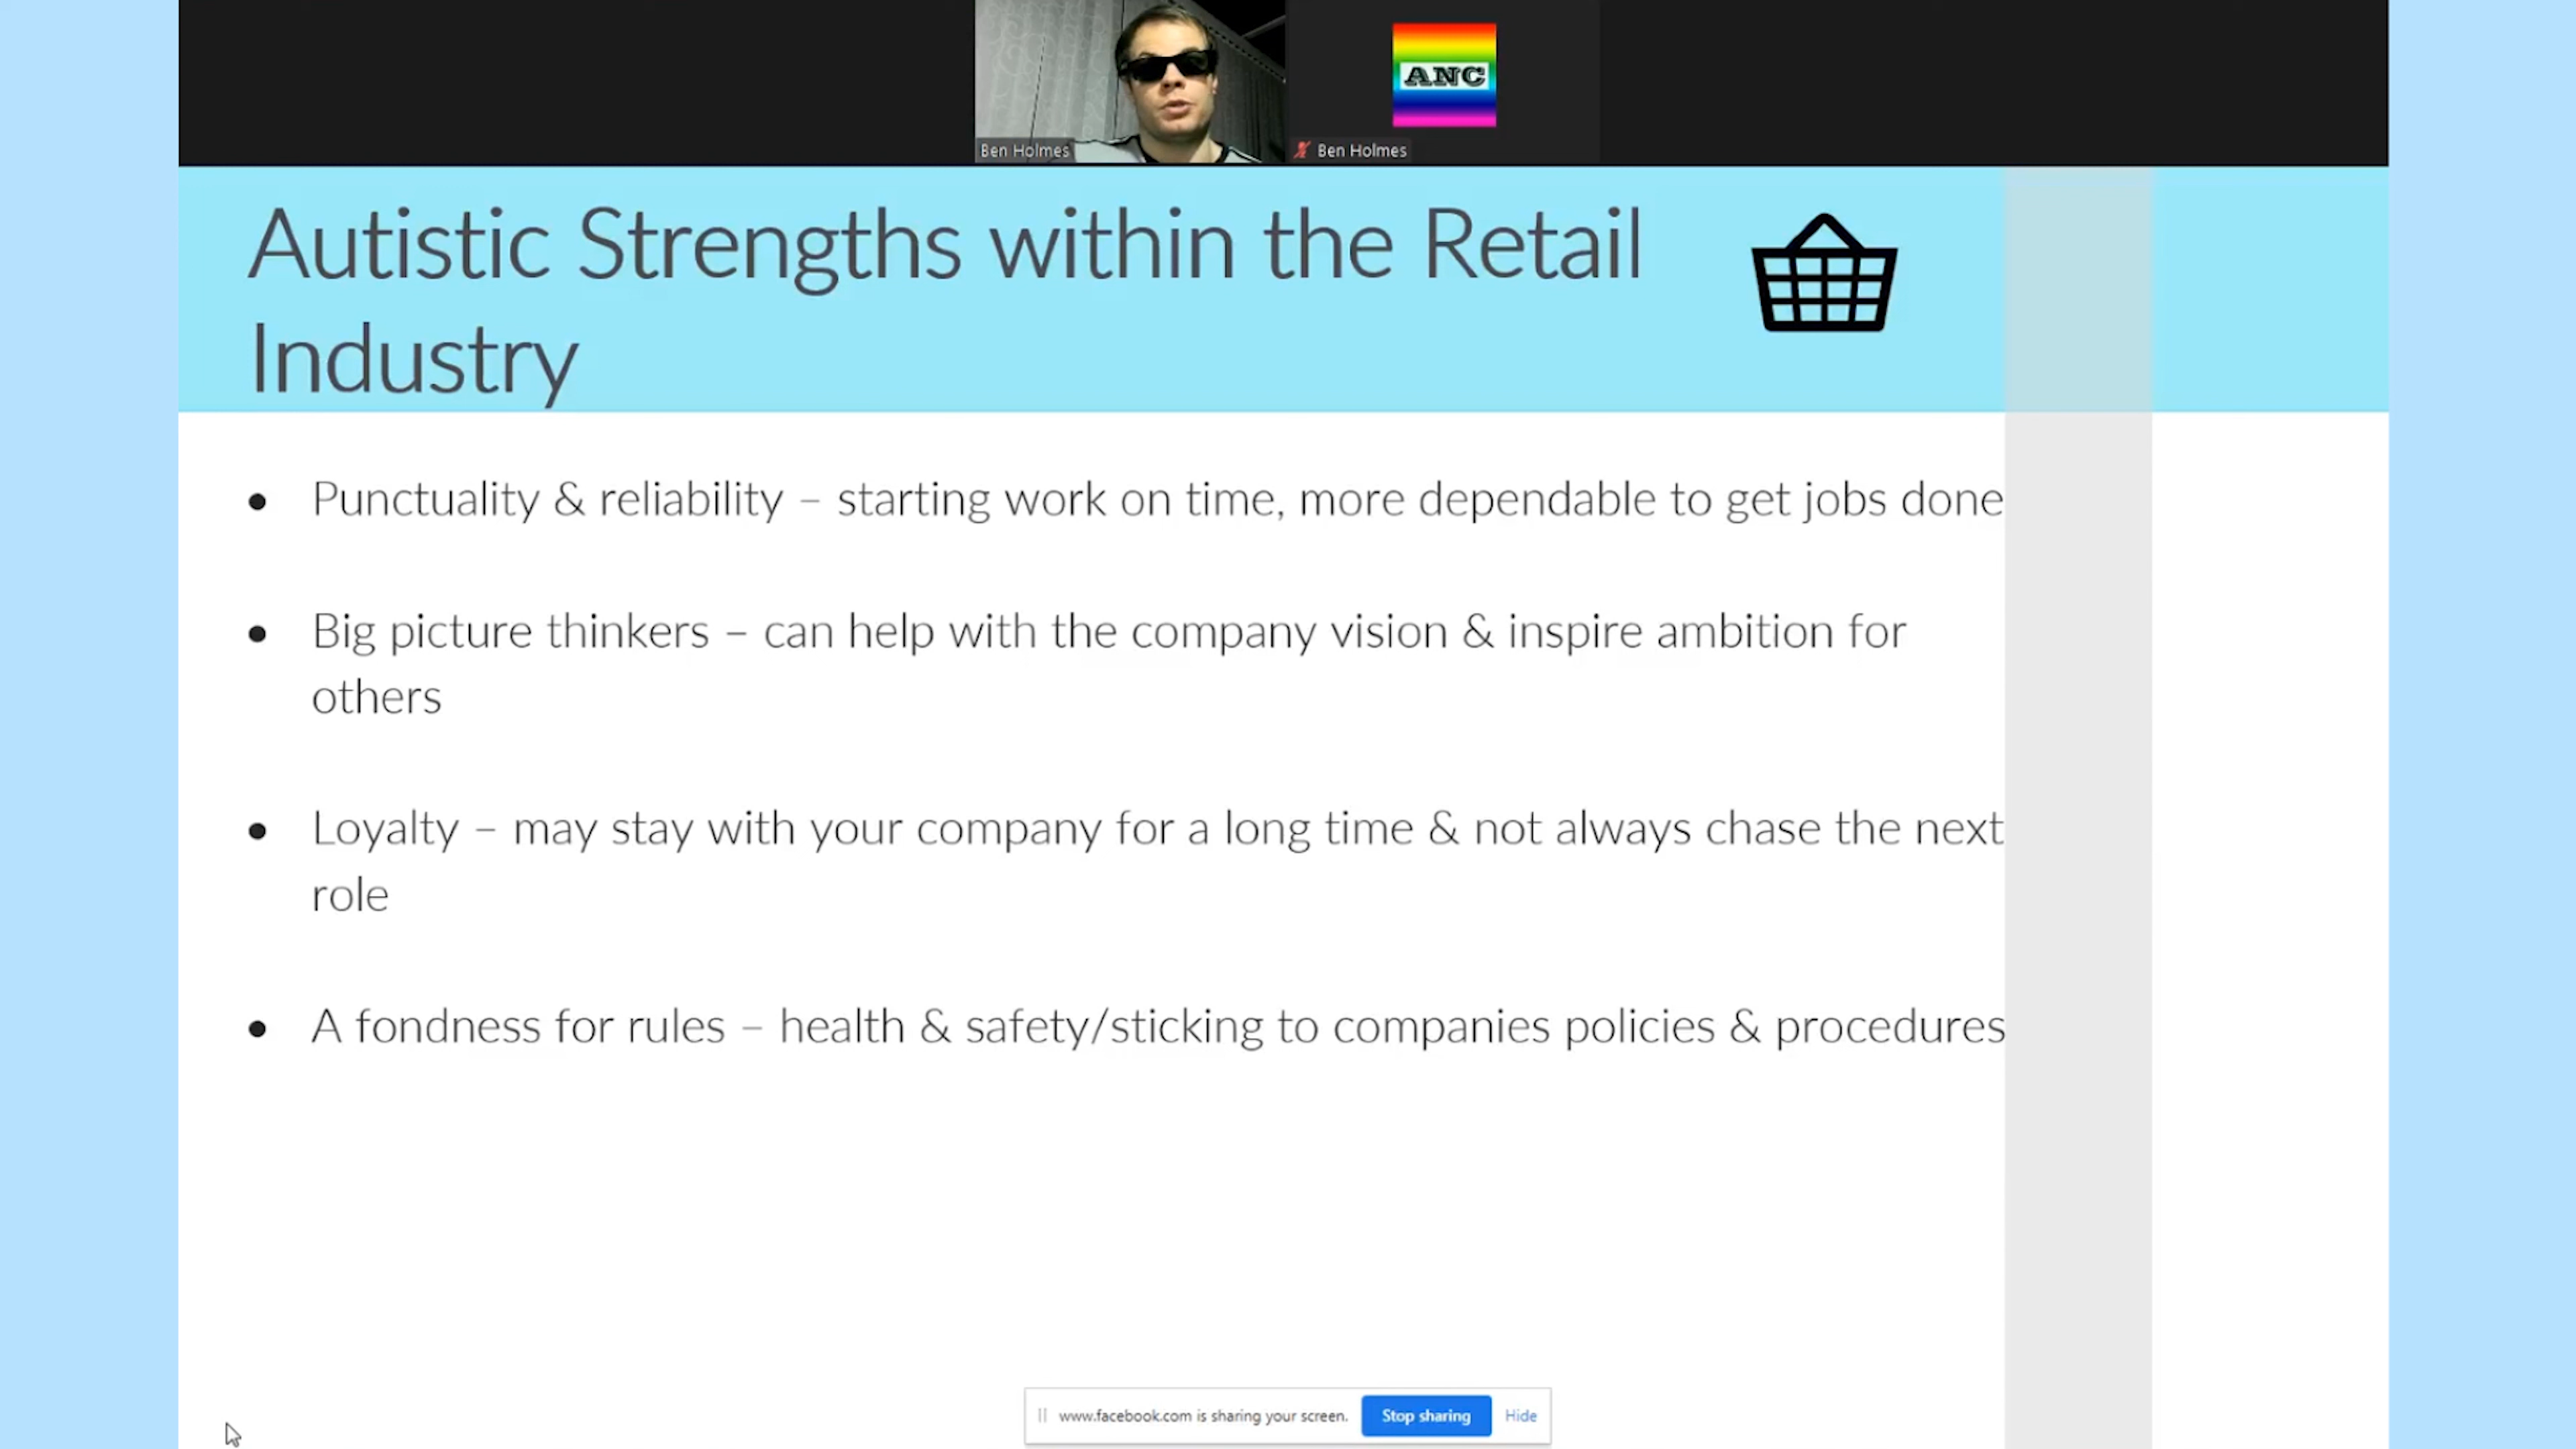 ANC
Ben Holmes
Ben Holmes
Autistic Strengths within the Retail
Industry
● Punctuality & reliability – starting work on time, more dependable to get jobs done
● Big picture thinkers – can help with the company vision & inspire ambition for
others
● Loyalty – may stay with your company for a long time & not always chase the next
role
● A fondness for rules – health & safety/sticking to companies policies & procedures
www.facebook.com is sharing your screen. Stop sharing Hide